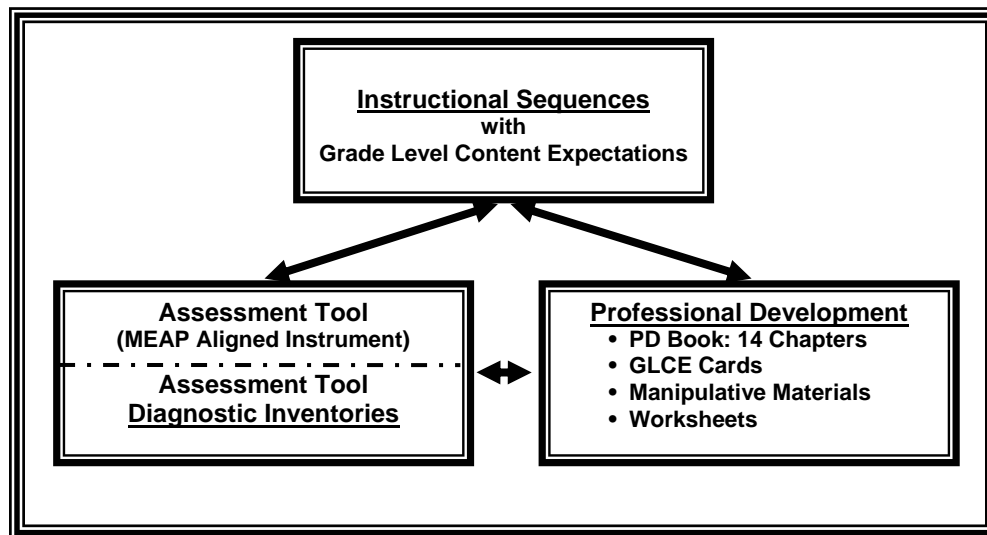 Instructional Sequences
with
Grade Level Content Expectations
Assessment Tool
(MEAP Aligned Instrument)
Assessment Tool
Diagnostic Inventories
Professional Development
• PD Book: 14 Chapters
• GLCE Cards
• Manipulative Materials
• Worksheets